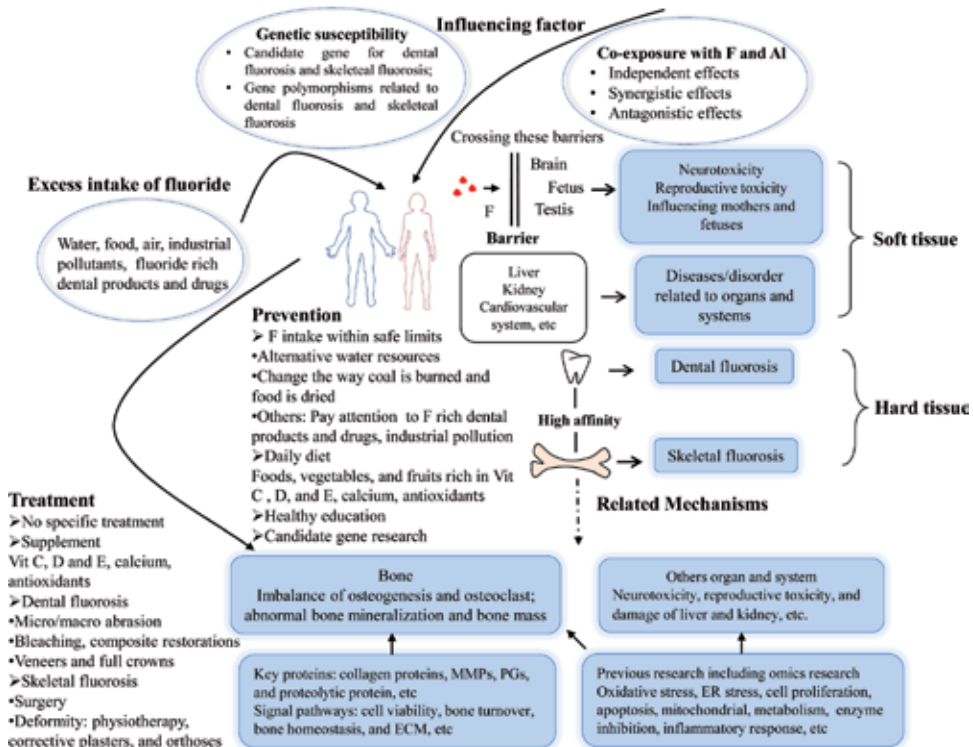 Influencing factor
Genetic susceptibility
• Candidate gene for dental
fluorosis and skeleteal fluorosis;
• Gene polymorphisms related to
dental fluorosis and skeleteal
fluorosis
Co-exposure with F and Al
• Independent effects
• Synergistic effects
• Antagonistic effects
Excess intake of fluoride
Water, food, air, industrial
pollutants, fluoride rich
dental products and drugs
Crossing these barriers
Brain
Fetus
Testis
F
Barrier
Neurotoxicity
Reproductive toxicity
Influencing mothers and
fetuses
Soft tissue
Liver
Kidney
Cardiovascular
system, etc
Diseases/disorder
related to organs and
systems
Prevention
➢ F intake within safe limits
•Alternative water resources
•Change the way coal is burned and
food is dried
•Others: Pay attention to F rich dental
products and drugs, industrial pollution
➢Daily diet
Foods, vegetables, and fruits rich in Vit
C , D, and E, calcium, antioxidants
➢Healthy education
➢Candidate gene research
Dental fluorosis
High affinity
Skeletal fluorosis
Hard tissuc
Related Mechanisms
Treatment
➢No specific treatment
➢Supplement
Vit C, D and E, calcium,
antioxidants
➢Dental fluorosis
•Micro/macro abrasion
•Bleaching, composite restorations
•Veneers and full crowns
➢Skeletal fluorosis
•Surgery
•Deformity: physiotherapy,
corrective plasters, and orthoses
Bone
Imbalance of osteogenesis and osteoclast;
abnormal bone mineralization and bone mass
Others organ and system
Neurotoxicity, reproductive toxicity, and
damage of liver and kidney, etc.
Key proteins: collagen proteins, MMPs, PGs,
and proteolytic protein, etc
Signal pathways: cell viability, bone turnover,
bone homeostasis, and ECM, etc
Previous research including omics research
Oxidative stress, ER stress, cell proliferation,
apoptosis, mitochondrial, metabolism, enzyme
inhibition, inflammatory response, etc